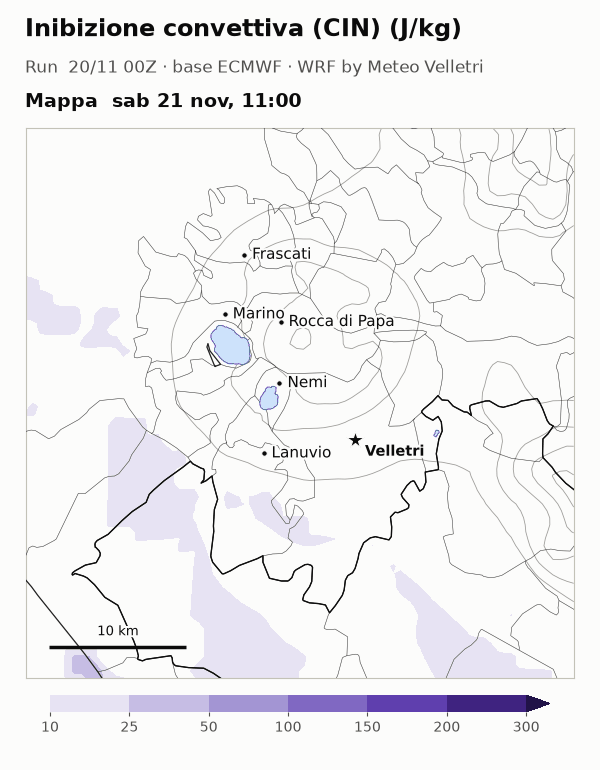 Inibizione convettiva (CIN) (J/kg)
Run  20/11 00Z · base ECMWF · WRF by Meteo Velletri
Mappa  sab 21 nov, 11:00
Frascati
Marino
Rocca di Papa
Nemi
Velletri
Lanuvio
10 km
10 25 50 100 150 200 300